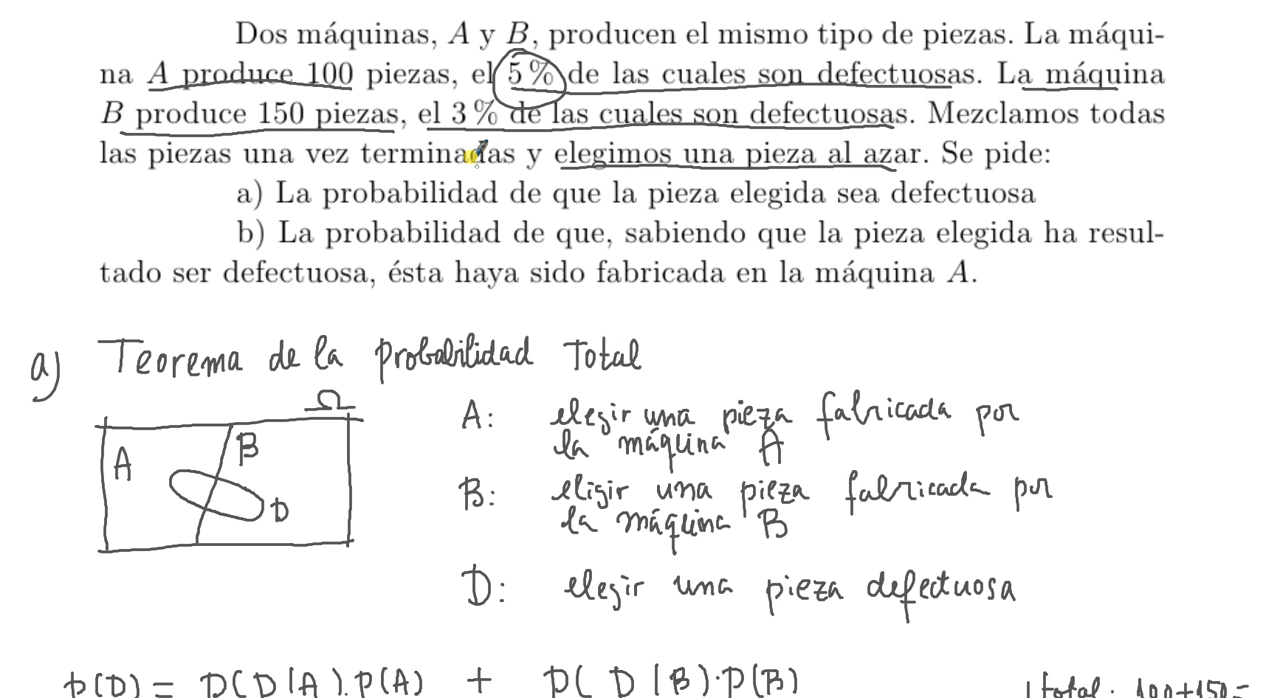 Dos máquinas, A y B, producen el mismo tipo de piezas. La máqui-
na A produce 100 piezas, el 5 % de las cuales son defectuosas. La máquina
B produce 150 piezas, el 3 % de las cuales son defectuosas. Mezclamos todas
las piezas una vez terminadas y elegimos una pieza al azar. Se pide:
a) La probabilidad de que la pieza elegida sea defectuosa
b) La probabilidad de que, sabiendo que la pieza elegida ha resul-
tado ser defectuosa, ésta haya sido fabricada en la máquina A.
a) Teorema de la probabilidad Total
Ω
A
B
D
A: elegir una pieza fabricada por
la máquina A
B: eligir una pieza fabricada por
la máquina B
D: elegir una pieza defectuosa
p(D) = p(D|A).p(A) + p(D|B)·p(B)
total: 100+150=